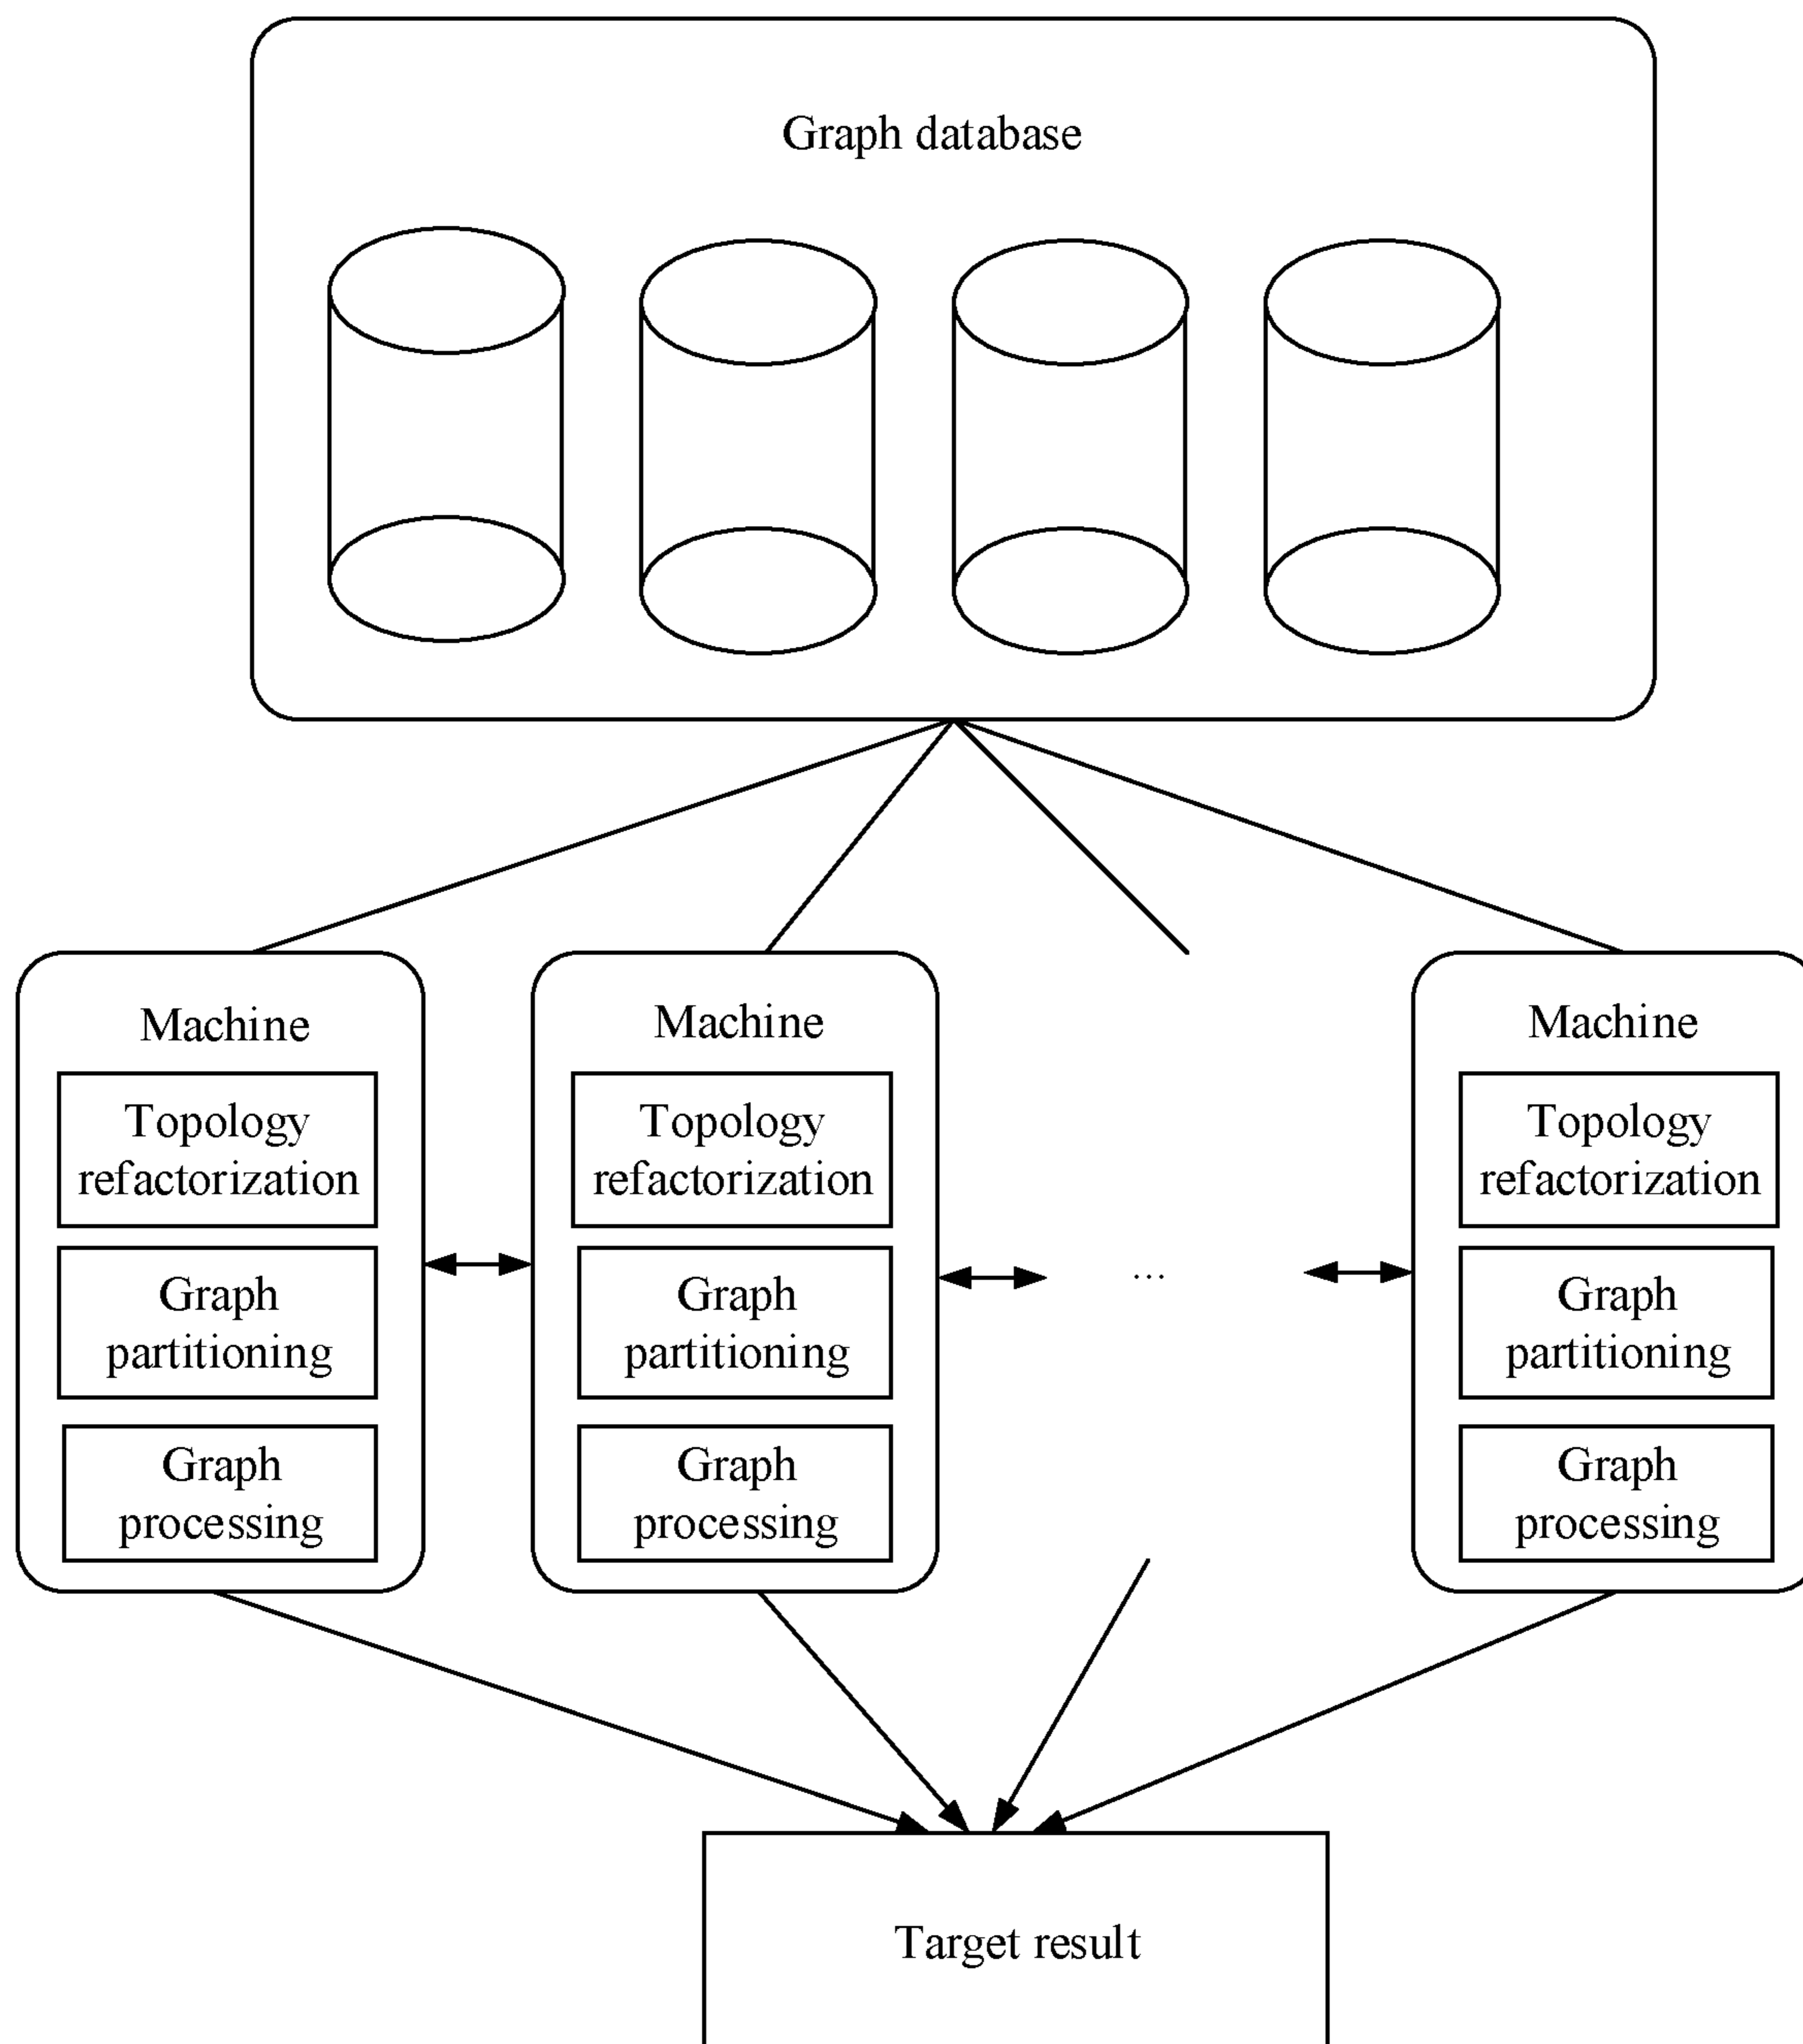 Graph database
Machine
Topology
refactorization
Graph
partitioning
Graph
processing
Machine
Topology
refactorization
Graph
partitioning
Graph
processing
...
Machine
Topology
refactorization
Graph
partitioning
Graph
processing
Target result